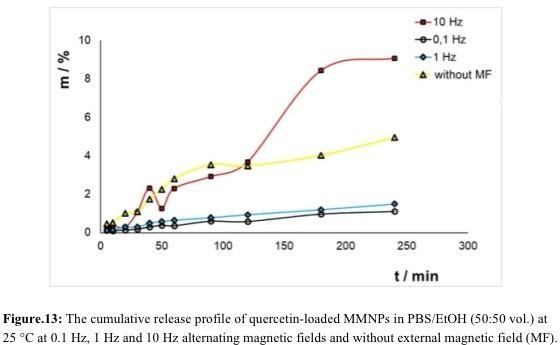 10 Hz
0,1 Hz
1 Hz
without MF
m / %
10
8
6
4
2
0
0 50 100 150 200 250 300
t / min
Figure.13: The cumulative release profile of quercetin-loaded MMNPs in PBS/EtOH (50:50 vol.) at
25 °C at 0.1 Hz, 1 Hz and 10 Hz alternating magnetic fields and without external magnetic field (MF).